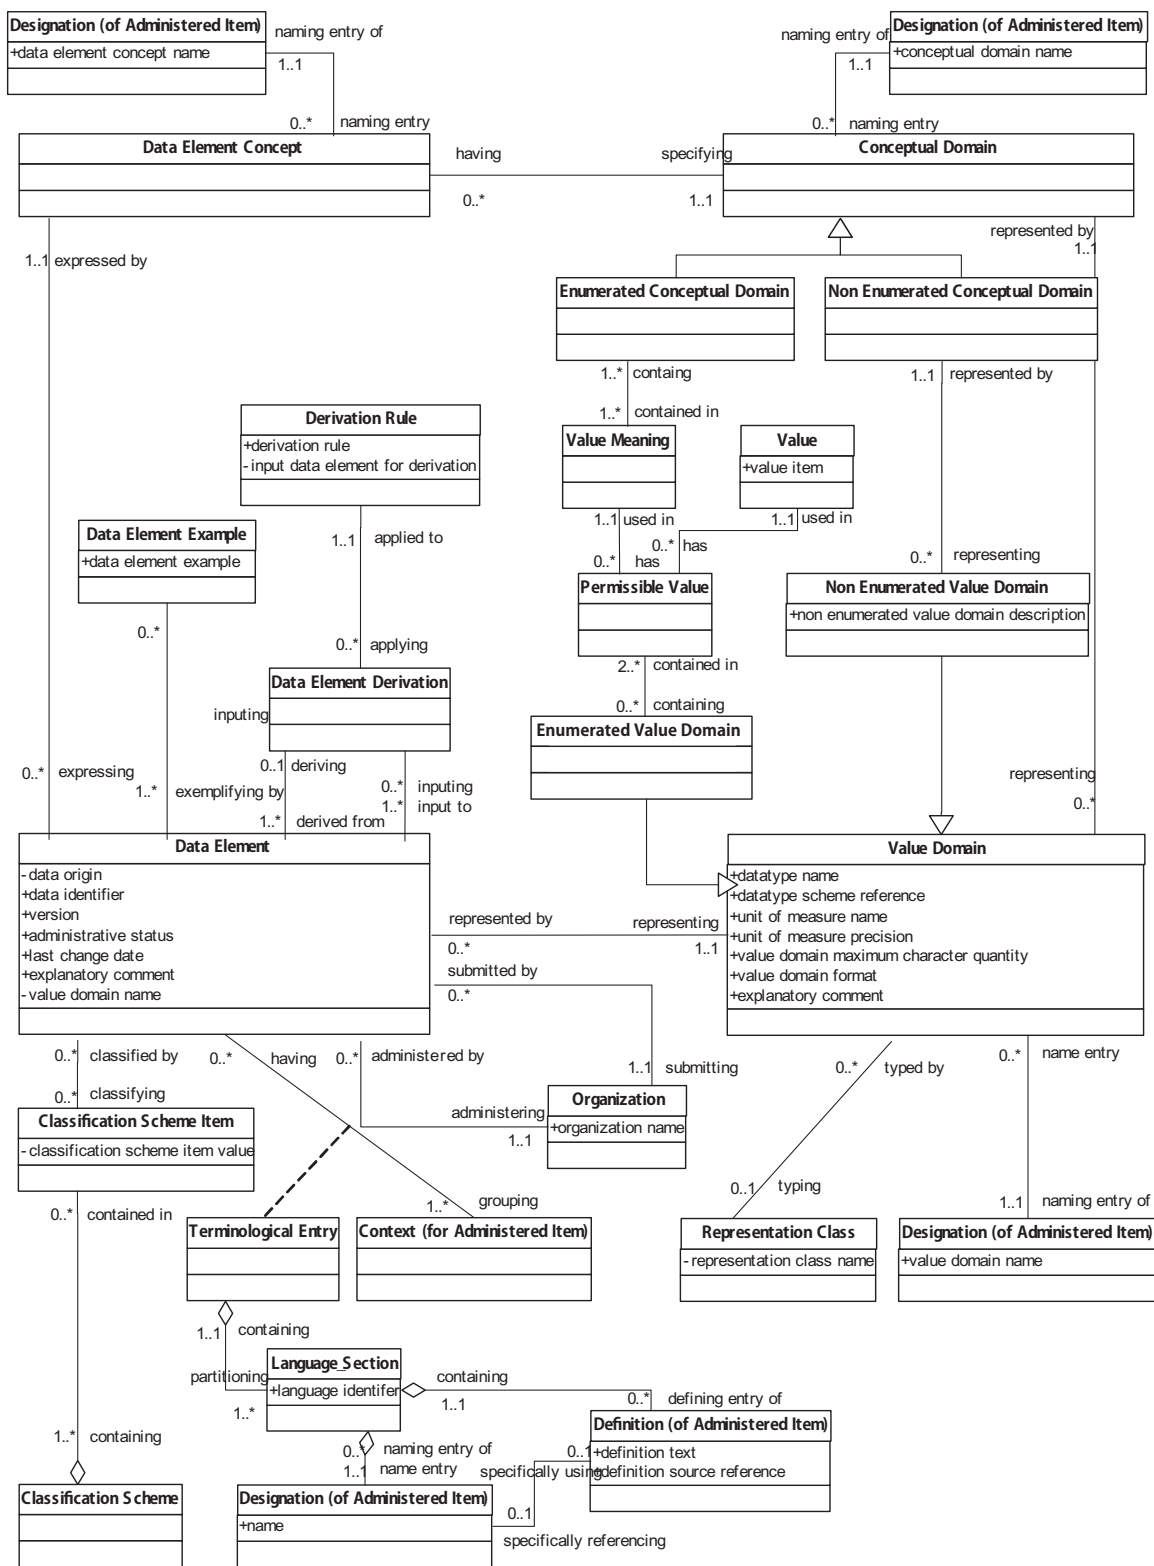 Designation (of Administered Item)
+data element concept name
naming entry of
1..1
0..*
naming entry
Designation (of Administered Item)
+conceptual domain name
naming entry of
1..1
0..*
naming entry
Data Element Concept
having
specifying
0..*
1..1
Conceptual Domain
1..1
expressed by
represented by
1..1
Enumerated Conceptual Domain
Non Enumerated Conceptual Domain
1..*
containg
1..*
contained in
1..1
represented by
Derivation Rule
+derivation rule
-input data element for derivation
Value Meaning
Value
+value item
1..1
used in
1..1
used in
0..*
has
0..*
has
Data Element Example
+data element example
1..1
applied to
0..*
representing
Permissible Value
Non Enumerated Value Domain
+non enumerated value domain description
0..*
0..*
applying
2..*
contained in
0..*
containing
Data Element Derivation
inputing
Enumerated Value Domain
0..1
deriving
0..*
expressing
1..*
exemplifying by
0..*
inputing
1..*
input to
1..*
derived from
representing
0..*
Data Element
-data origin
+data identifier
+version
+administrative status
+last change date
+explanatory comment
-value domain name
Value Domain
+datatype name
+datatype scheme reference
+unit of measure name
+unit of measure precision
+value domain maximum character quantity
+value domain format
+explanatory comment
represented by
representing
0..*
1..1
submitted by
0..*
0..*
classified by
0..*
having
0..*
administered by
1..1
submitting
0..*
typed by
0..*
name entry
0..*
classifying
Classification Scheme Item
-classification scheme item value
administering
1..1
Organization
+organization name
0..*
contained in
1..*
grouping
0..1
typing
1..1
naming entry of
Terminological Entry
Context (for Administered Item)
Representation Class
-representation class name
Designation (of Administered Item)
+value domain name
1..1
containing
partitioning
1..*
Language_Section
+language identifer
containing
1..1
0..*
defining entry of
Definition (of Administered Item)
+definition text
+definition source reference
1..*
containing
0..*
naming entry of
1..1
name entry
0..1
specifically using
Classification Scheme
Designation (of Administered Item)
+name
0..1
specifically referencing